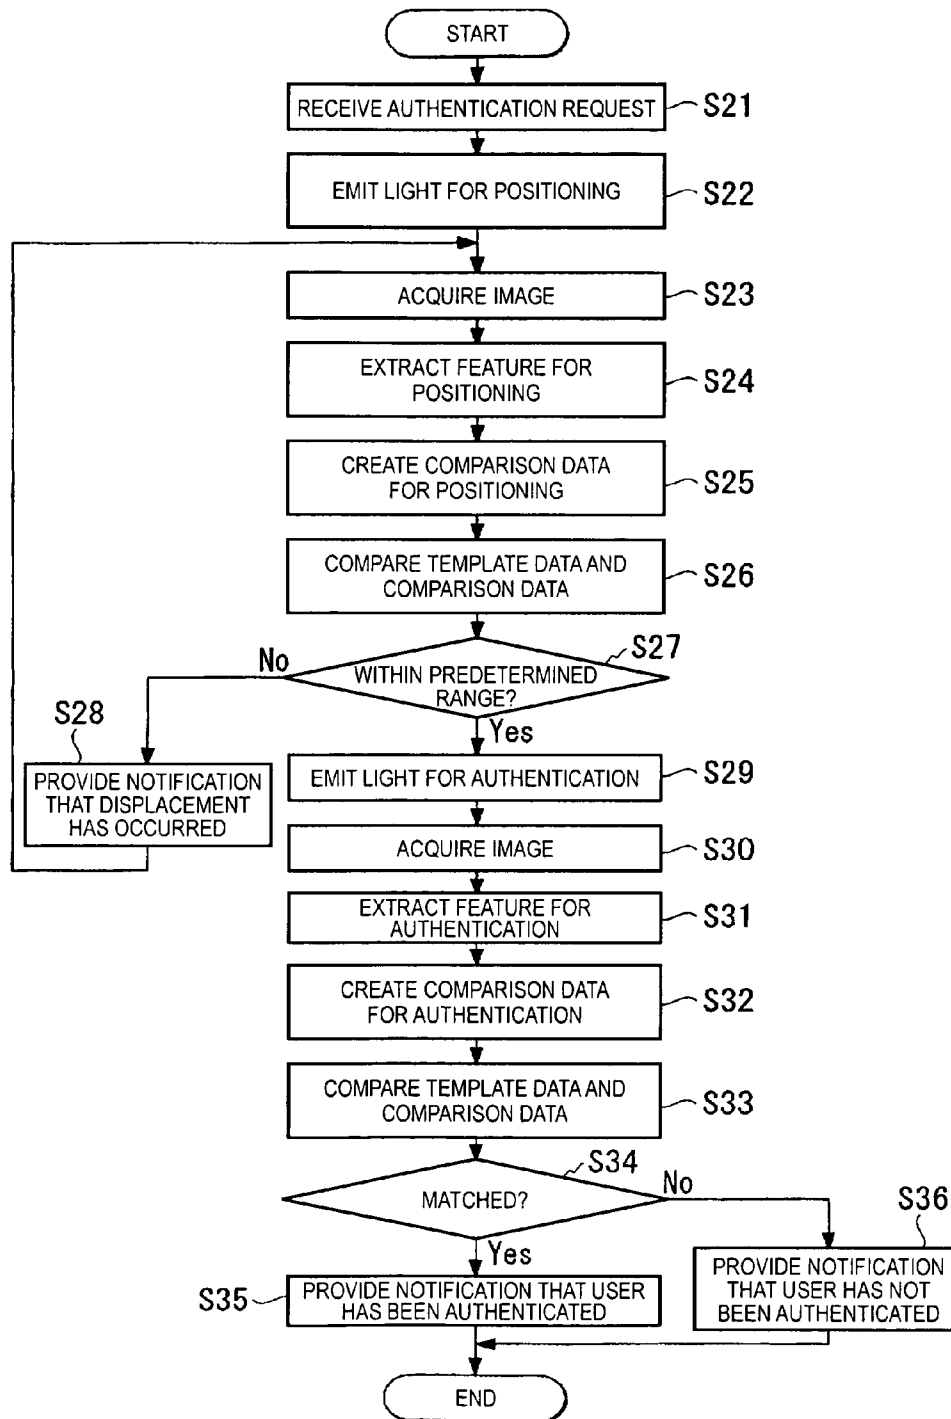 START
RECEIVE AUTHENTICATION REQUEST
S21
EMIT LIGHT FOR POSITIONING
S22
ACQUIRE IMAGE
S23
EXTRACT FEATURE FOR
POSITIONING
S24
CREATE COMPARISON DATA
FOR POSITIONING
S25
COMPARE TEMPLATE DATA AND
COMPARISON DATA
S26
WITHIN PREDETERMINED
RANGE?
S27
No
Yes
S28
PROVIDE NOTIFICATION
THAT DISPLACEMENT
HAS OCCURRED
EMIT LIGHT FOR AUTHENTICATION
S29
ACQUIRE IMAGE
S30
EXTRACT FEATURE FOR
AUTHENTICATION
S31
CREATE COMPARISON DATA
FOR AUTHENTICATION
S32
COMPARE TEMPLATE DATA AND
COMPARISON DATA
S33
MATCHED?
S34
No
Yes
S36
PROVIDE NOTIFICATION
THAT USER HAS NOT
BEEN AUTHENTICATED
S35
PROVIDE NOTIFICATION THAT USER
HAS BEEN AUTHENTICATED
END